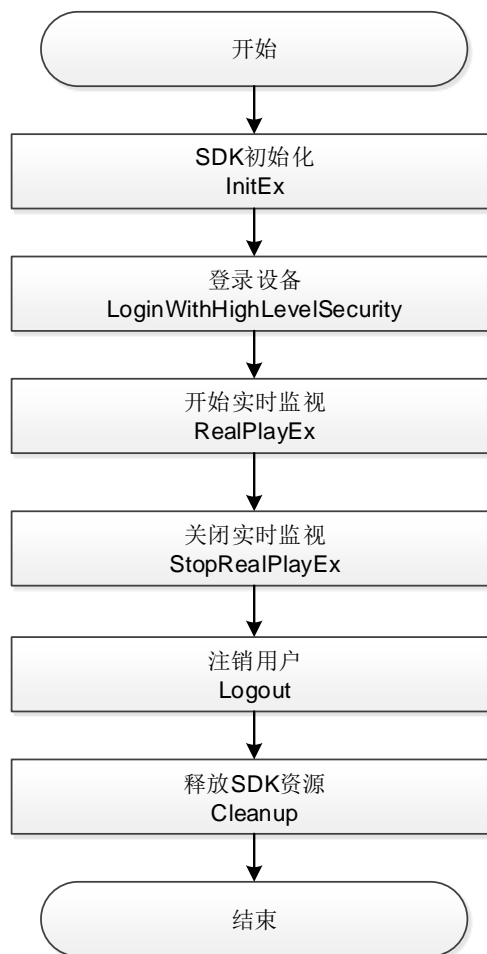 开始
SDK初始化
InitEx
登录设备
LoginWithHighLevelSecurity
开始实时监视
RealPlayEx
关闭实时监视
StopRealPlayEx
注销用户
Logout
释放SDK资源
Cleanup
结束